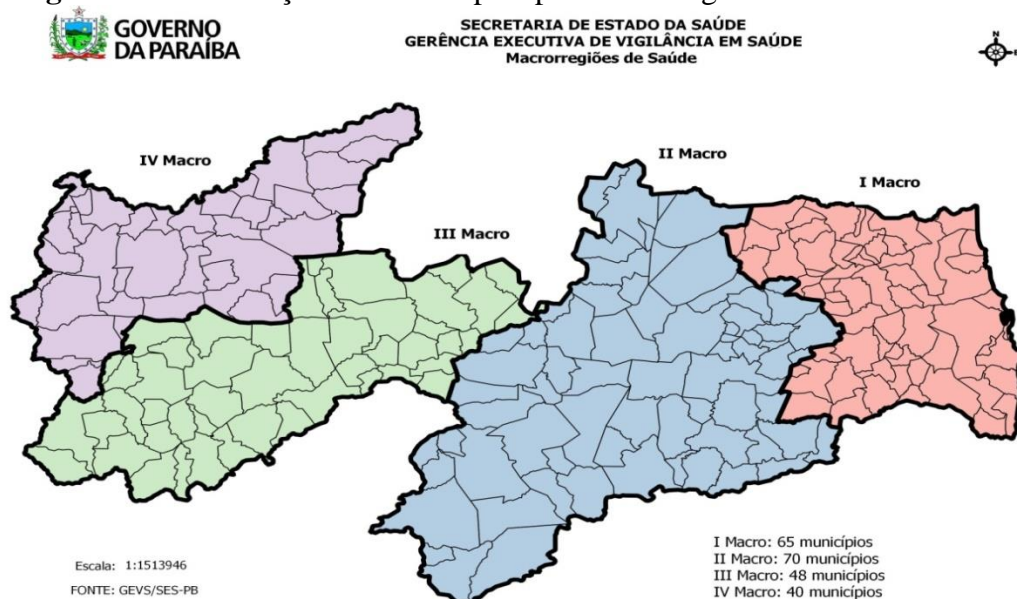 GOVERNO
DA PARAÍBA
SECRETARIA DE ESTADO DA SAÚDE
GERÊNCIA EXECUTIVA DE VIGILÂNCIA EM SAÚDE
Macrorregiões de Saúde
N
IV Macro
II Macro
I Macro
III Macro
Escala: 1:1513946
FONTE: GEVS/SES-PB
I Macro: 65 municípios
II Macro: 70 municípios
III Macro: 48 municípios
IV Macro: 40 municípios